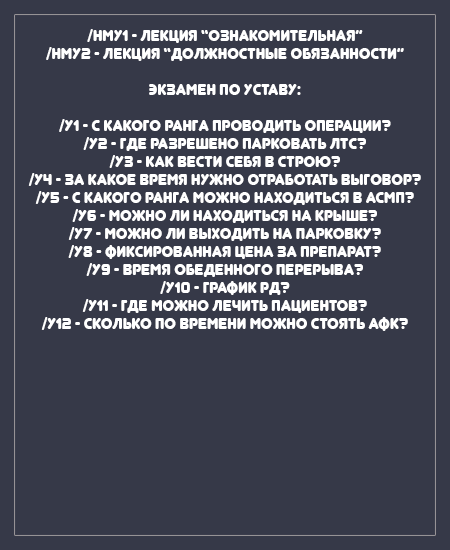 /НМУ1 - ЛЕКЦИЯ "ОЗНАКОМИТЕЛЬНАЯ"
/НМУ2 - ЛЕКЦИЯ "ДОЛЖНОСТНЫЕ ОБЯЗАННОСТИ"
ЭКЗАМЕН ПО УСТАВУ:
/У1 - С КАКОГО РАНГА ПРОВОДИТЬ ОПЕРАЦИИ?
/У2 - ГДЕ РАЗРЕШЕНО ПАРКОВАТЬ ЛТС?
/У3 - КАК ВЕСТИ СЕБЯ В СТРОЮ?
/У4 - ЗА КАКОЕ ВРЕМЯ НУЖНО ОТРАБОТАТЬ ВЫГОВОР?
/У5 - С КАКОГО РАНГА МОЖНО НАХОДИТЬСЯ В АСМП?
/У6 - МОЖНО ЛИ НАХОДИТЬСЯ НА КРЫШЕ?
/У7 - МОЖНО ЛИ ВЫХОДИТЬ НА ПАРКОВКУ?
/У8 - ФИКСИРОВАННАЯ ЦЕНА ЗА ПРЕПАРАТ?
/У9 - ВРЕМЯ ОБЕДЕННОГО ПЕРЕРЫВА?
/У10 - ГРАФИК РД?
/У11 - ГДЕ МОЖНО ЛЕЧИТЬ ПАЦИЕНТОВ?
/У12 - СКОЛЬКО ПО ВРЕМЕНИ МОЖНО СТОЯТЬ АФК?